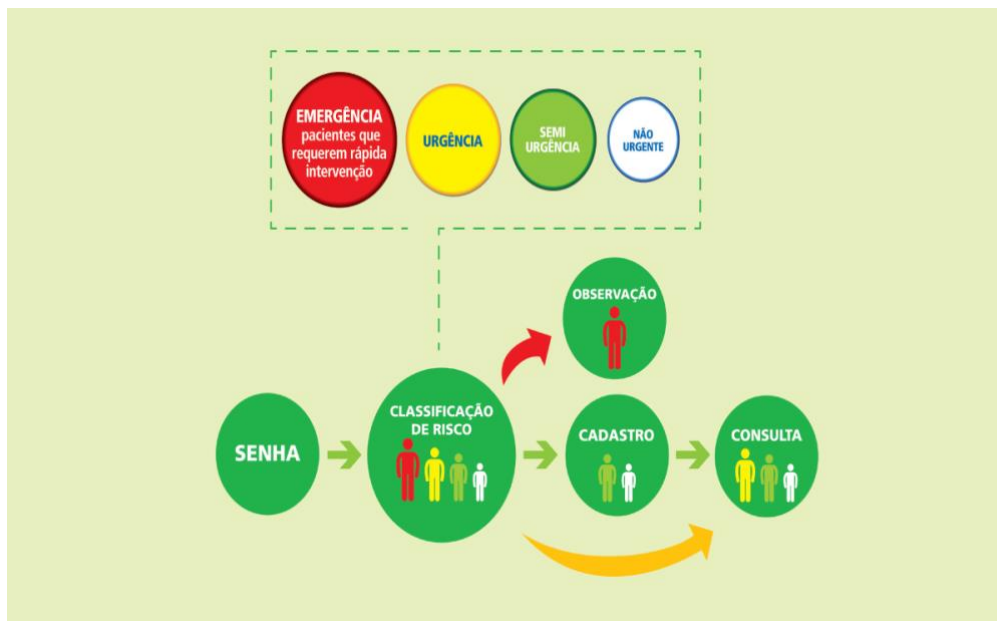 EMERGÊNCIA
pacientes que
requerem rápida
intervenção
URGÊNCIA
SEMI
URGÊNCIA
NÃO
URGENTE
OBSERVAÇÃO
SENHA
CLASSIFICAÇÃO
DE RISCO
CADASTRO
CONSULTA